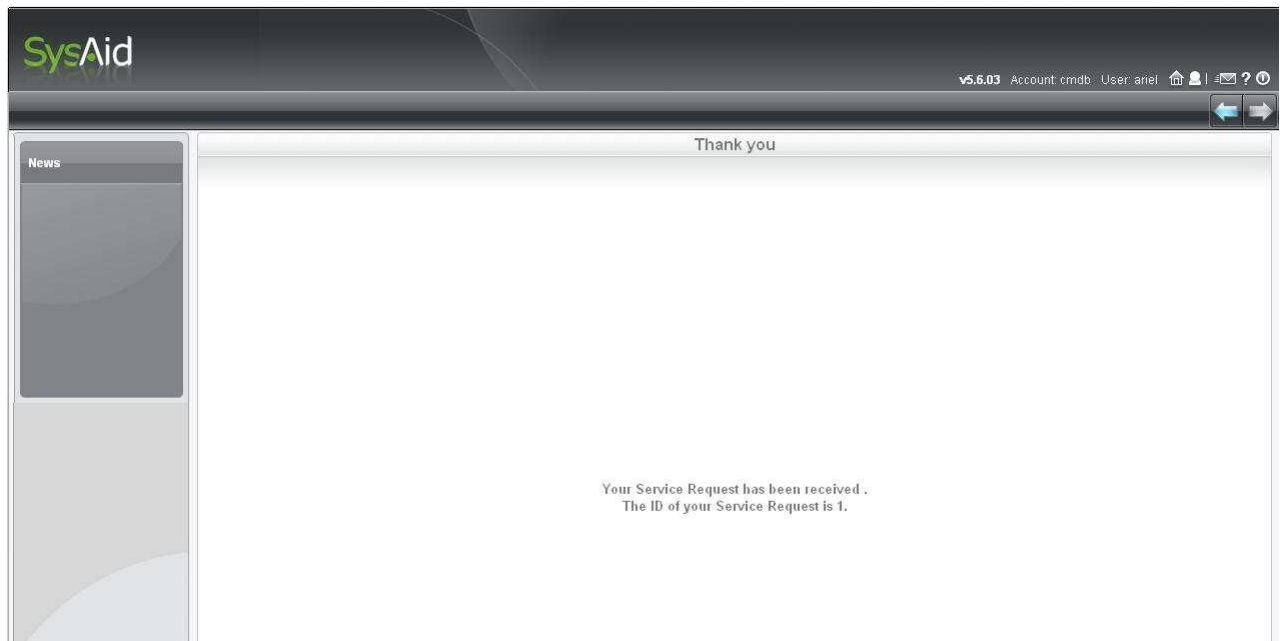 SysAid
v5.6.03 Account: cmdb User: ariel ?
Thank you
News
Your Service Request has been received .
The ID of your Service Request is 1.